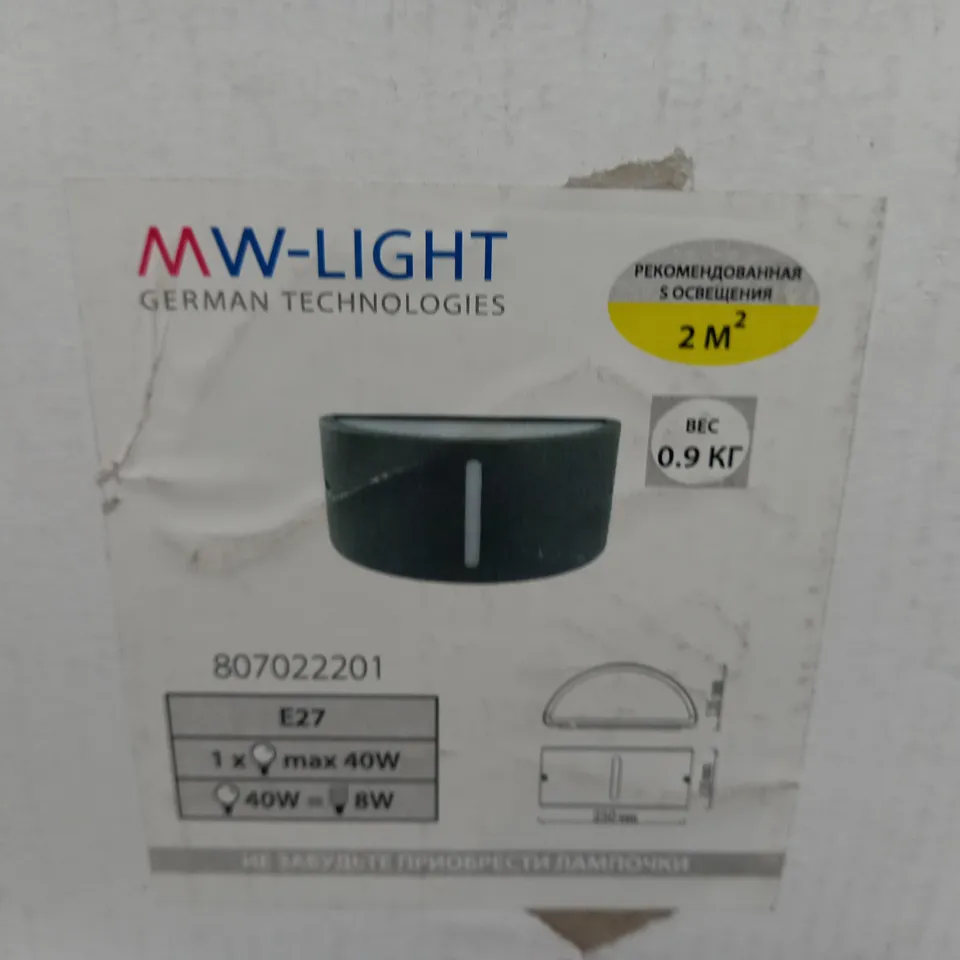 MW-LIGHT
GERMAN TECHNOLOGIES
РЕКОМЕНДОВАННАЯ
S ОСВЕЩЕНИЯ
2 М²
ВЕС
0.9 КГ
807022201
E27
1 x max 40W
40W = 8W
НЕ ЗАБУДЬТЕ ПРИОБРЕСТИ ЛАМПОЧКИ